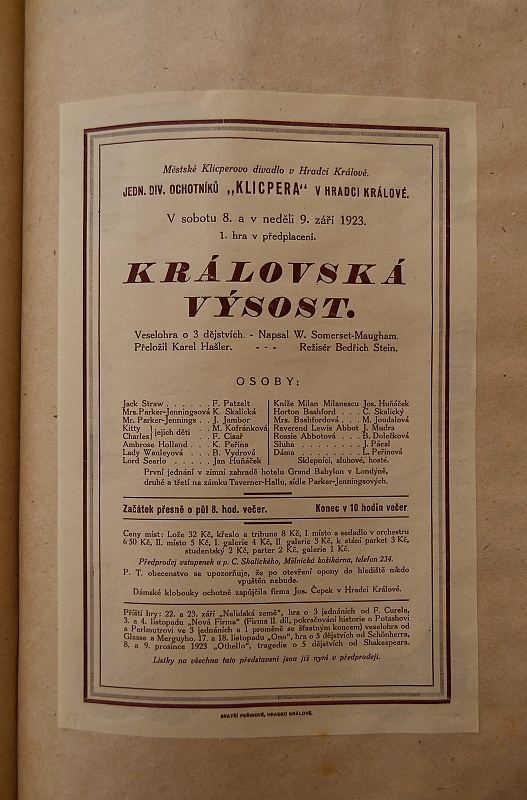 Městské Klicperovo divadlo v Hradci Králové.
JEDN. DIV. OCHOTNÍKŮ „KLICPERA“ V HRADCI KRÁLOVÉ.
V sobotu 8. a v neděli 9. září 1923.
1. hra v předplacení.
KRÁLOVSKÁ
VÝSOST.
Veselohra o 3 dějstvích. - Napsal W. Somerset-Maugham.
Přeložil Karel Hašler. - - - Režisér Bedřich Stein.
OSOBY:
Jack Straw . . . . . . . F. Patzelt
Mrs. Parker-Jenningsová K. Skalická
Mr. Parker-Jennings . . J. Jambor
Kitty } jejich děti . . M. Kofránková
Charles } . . F. Císař
Ambrose Holland . . . K. Peřina
Lady Wanleyová . . . B. Vydrová
Lord Seerlo . . . . . Jan Huňáček
Kníže Milan Milanescu Jos. Huňáček
Horton Bashford . . . C. Skalický
Mrs. Bashfordová . . . M. Joudalová
Reverend Lewis Abbot J. Mudra
Rossie Abbotová . . . B. Dolečková
Sluha . . . . . . . J. Pácal
Dáma . . . . . . . L. Peřinová
Sklepníci, sluhové, hosté.
První jednání v zimní zahradě hotelu Grand Babylon v Londýně,
druhé a třetí na zámku Taverner-Hallu, sídle Parker-Jenningsových.
Začátek přesně o půl 8. hod. večer. Konec v 10 hodin večer
Ceny míst: Lože 32 Kč, křeslo a tribuna 8 Kč, I. místo a sedadlo v orchestru
6·50 Kč, II. místo 5 Kč, I. galerie 4 Kč, II. galerie 3 Kč, k stání parket 3 Kč,
studentský 2 Kč, parter 2 Kč, galerie 1 Kč.
Předprodej vstupenek u p. C. Skalického, Mělnická košikárna, telefon 234.
P. T. obecenstvo se upozorňuje, že po otevření opony do hlediště nikdo
vpuštěn nebude.
Dámské klobouky ochotně zapůjčila firma Jos. Čepek v Hradci Králové.
Příští hry: 22. a 23. září „Nelidská země“, hra o 3 jednáních od F. Curela,
3. a 4. listopadu „Nová Firma“ (Firma II. díl, pokračování historie o Potashovi
a Perlmutrovi ve 3 jednáních a 1 proměně se šťastným koncem) veselohra od
Glasse a Merguyho, 17. a 18. listopadu „Ono“, hra o 5 dějstvích od Schönherra,
8. a 9. prosince 1923 „Othello“, tragedie o 5 dějstvích od Shakespeara.
Lístky na všechna tato představení jsou již nyní v předprodeji.
BRATŘI PEŘINOVÉ, HRADEC KRÁLOVÉ.